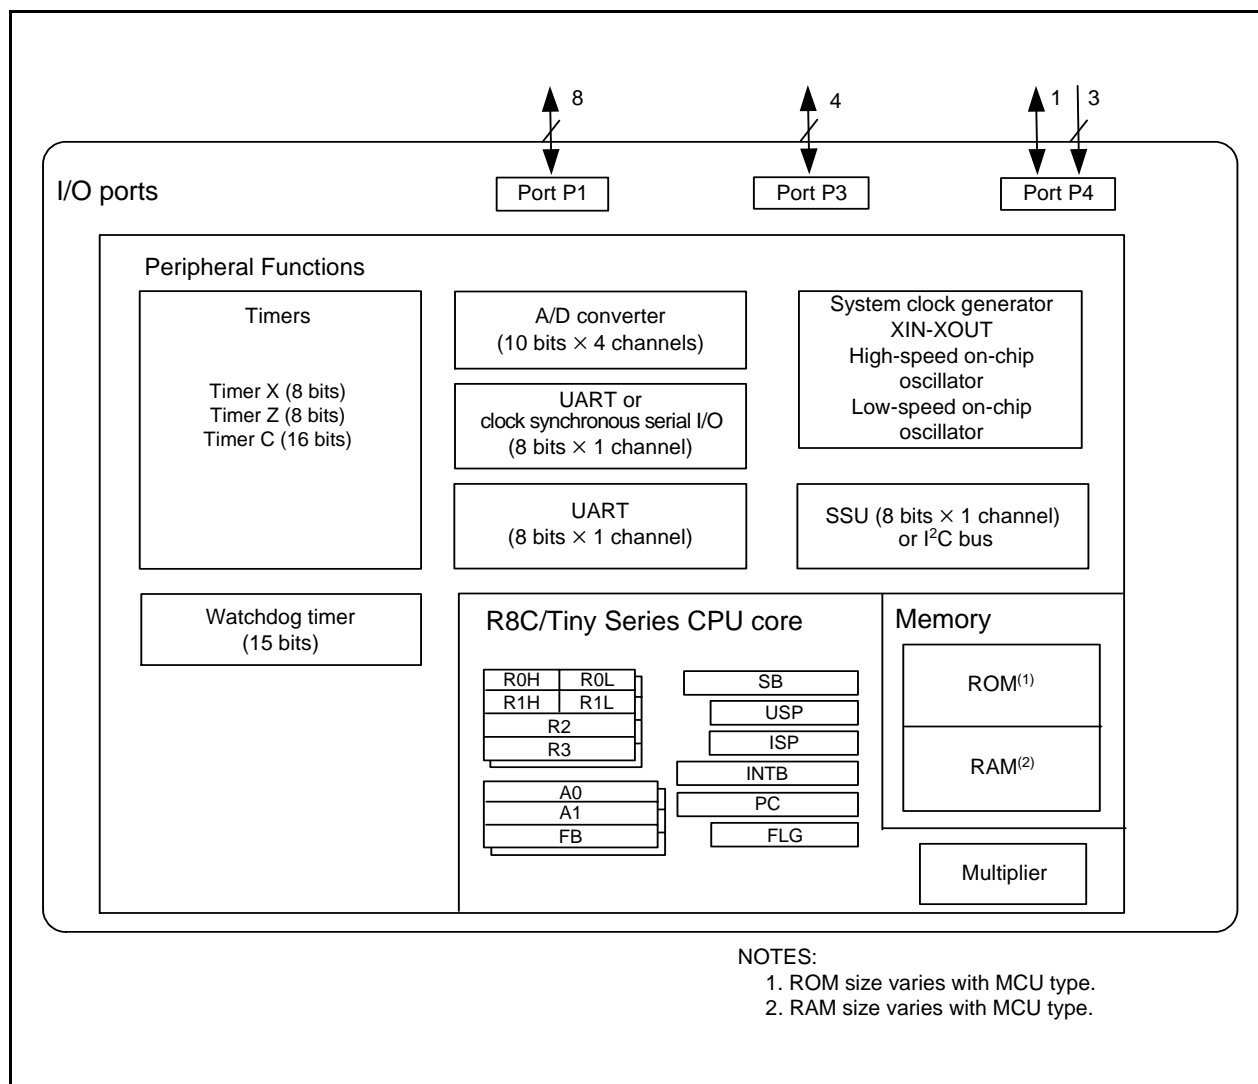 8
4
1
3
I/O ports
Port P1
Port P3
Port P4
Peripheral Functions
Timers
Timer X (8 bits)
Timer Z (8 bits)
Timer C (16 bits)
A/D converter
(10 bits × 4 channels)
UART or
clock synchronous serial I/O
(8 bits × 1 channel)
UART
(8 bits × 1 channel)
System clock generator
XIN-XOUT
High-speed on-chip
oscillator
Low-speed on-chip
oscillator
SSU (8 bits × 1 channel)
or I²C bus
Watchdog timer
(15 bits)
R8C/Tiny Series CPU core
R0H
R0L
R1H
R1L
R2
R3
A0
A1
FB
SB
USP
ISP
INTB
PC
FLG
Memory
ROM(1)
RAM(2)
Multiplier
NOTES:
1. ROM size varies with MCU type.
2. RAM size varies with MCU type.